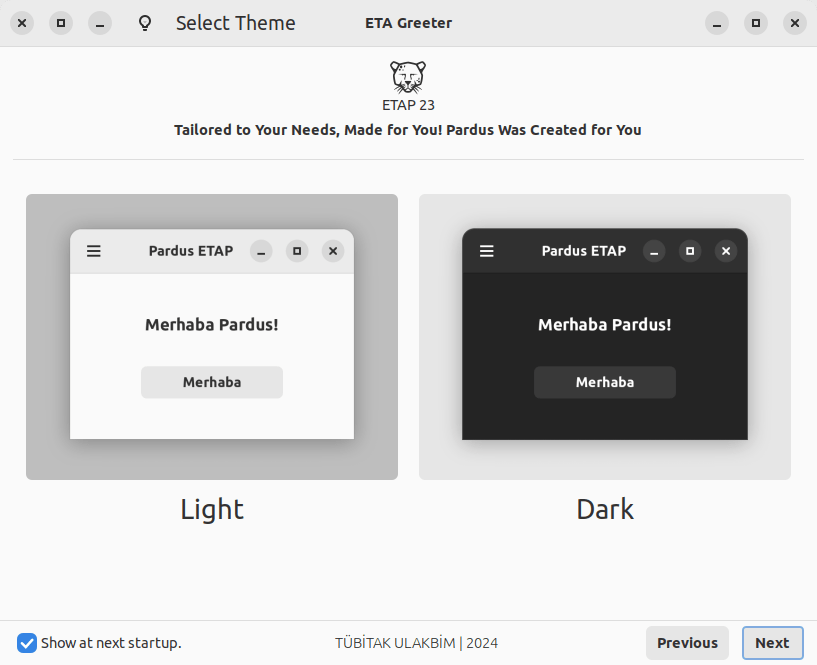 Select Theme
ETA Greeter
ETAP 23
Tailored to Your Needs, Made for You! Pardus Was Created for You
Pardus ETAP
Merhaba Pardus!
Merhaba
Light
Pardus ETAP
Merhaba Pardus!
Merhaba
Dark
Show at next startup.
TÜBİTAK ULAKBİM | 2024
Previous
Next